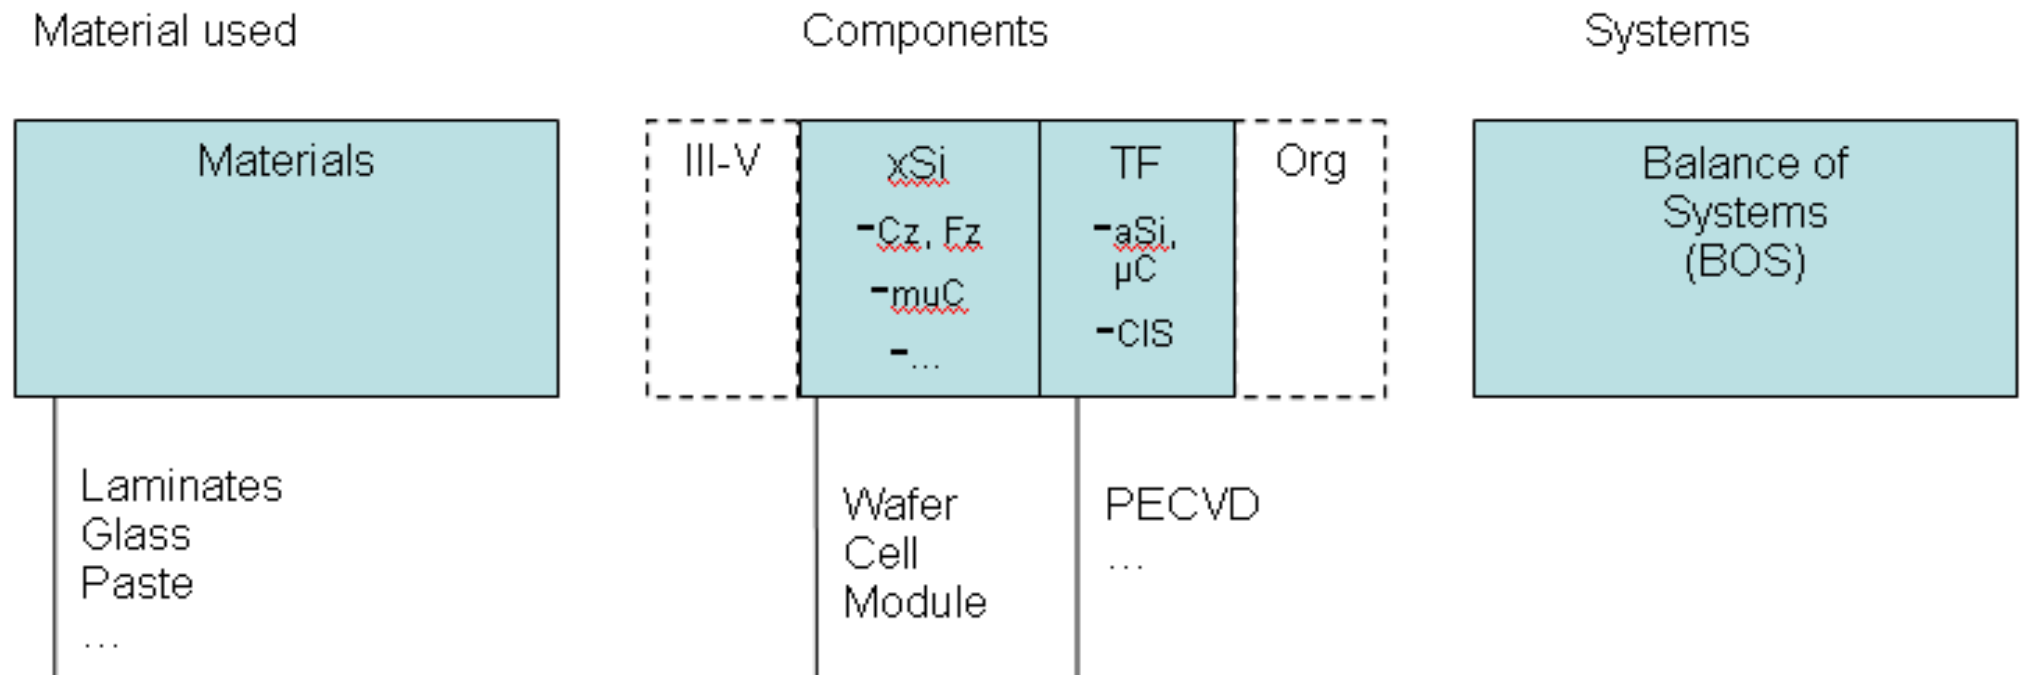 Material used
Components
Systems
Materials
III-V
xSi
-Cz, Fz
-muC
-...
TF
-aSi,
µC
-CIS
Org
Balance of
Systems
(BOS)
Laminates
Glass
Paste
...
Wafer
Cell
Module
PECVD
...